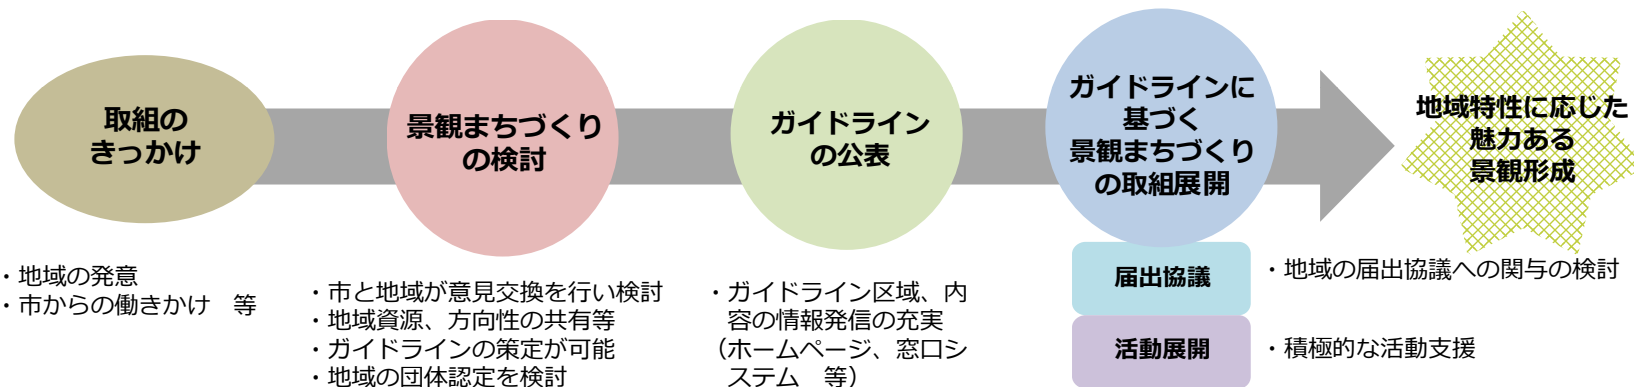 取組の
きっかけ
景観まちづくり
の検討
ガイドライン
の公表
ガイドラインに
基づく
景観まちづくり
の取組展開
地域特性に応じた
魅力ある
景観形成
・地域の発意
・市からの働きかけ　等
・市と地域が意見交換を行い検討
・地域資源、方向性の共有等
・ガイドラインの策定が可能
・地域の団体認定を検討
・ガイドライン区域、内
容の情報発信の充実
（ホームページ、窓口シ
ステム　等）
届出協議
・地域の届出協議への関与の検討
活動展開
・積極的な活動支援